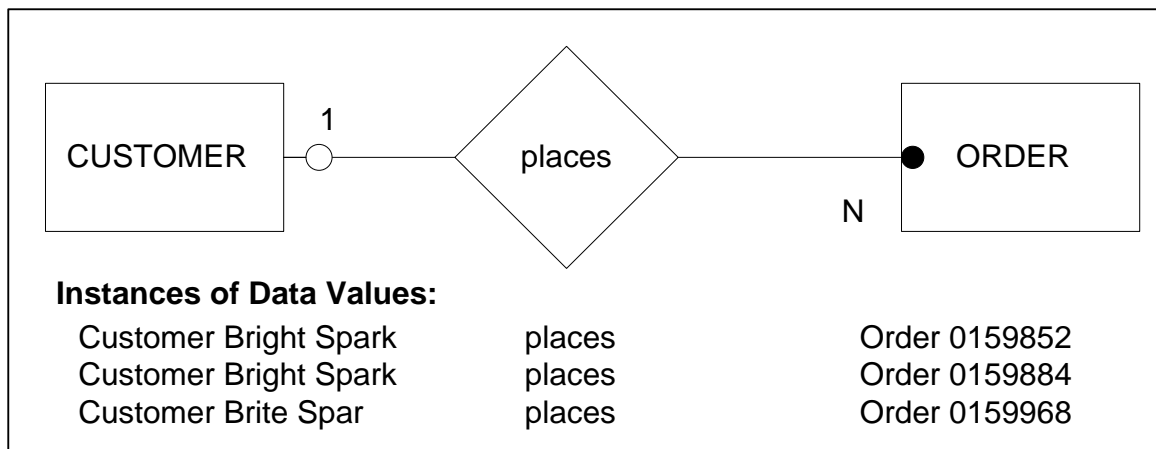 1
CUSTOMER places ORDER
N
Instances of Data Values:
Customer Bright Spark places Order 0159852
Customer Bright Spark places Order 0159884
Customer Brite Spar places Order 0159968